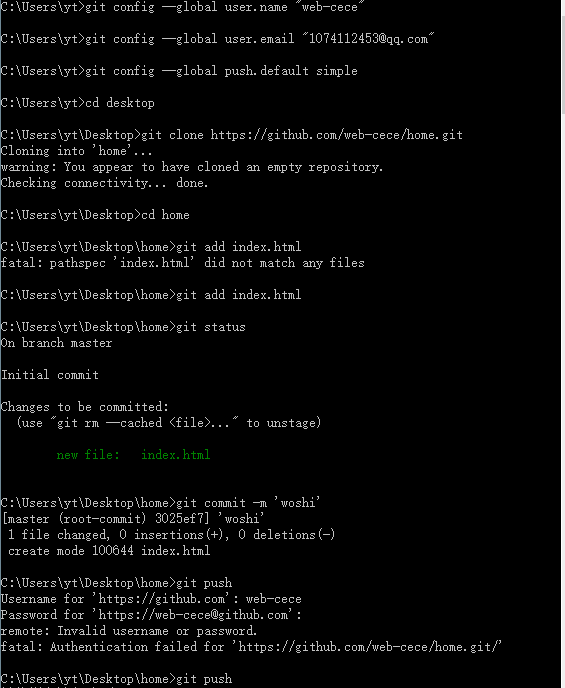 C:\Users\yt>git config --global user.name "web-cece"
C:\Users\yt>git config --global user.email "1074112453@qq.com"
C:\Users\yt>git config --global push.default simple
C:\Users\yt>cd desktop
C:\Users\yt\Desktop>git clone https://github.com/web-cece/home.git
Cloning into 'home'...
warning: You appear to have cloned an empty repository.
Checking connectivity... done.
C:\Users\yt\Desktop>cd home
C:\Users\yt\Desktop\home>git add index.html
fatal: pathspec 'index.html' did not match any files
C:\Users\yt\Desktop\home>git add index.html
C:\Users\yt\Desktop\home>git status
On branch master
Initial commit
Changes to be committed:
  (use "git rm --cached <file>..." to unstage)
        new file:   index.html
C:\Users\yt\Desktop\home>git commit -m 'woshi'
[master (root-commit) 3025ef7] 'woshi'
 1 file changed, 0 insertions(+), 0 deletions(-)
 create mode 100644 index.html
C:\Users\yt\Desktop\home>git push
Username for 'https://github.com': web-cece
Password for 'https://web-cece@github.com':
remote: Invalid username or password.
fatal: Authentication failed for 'https://github.com/web-cece/home.git/'
C:\Users\yt\Desktop\home>git push